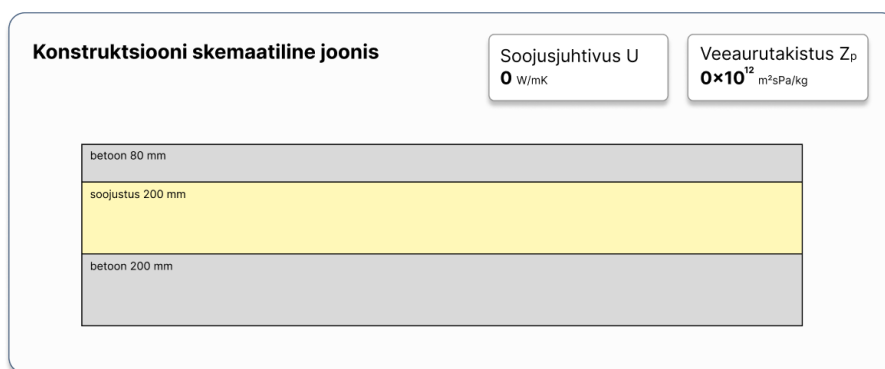 Konstruktsiooni skemaatiline joonis
Soojusjuhtivus U
0 W/mK
Veeaurutakistus Zp
0×10¹² m²sPa/kg
betoon 80 mm
soojustus 200 mm
betoon 200 mm